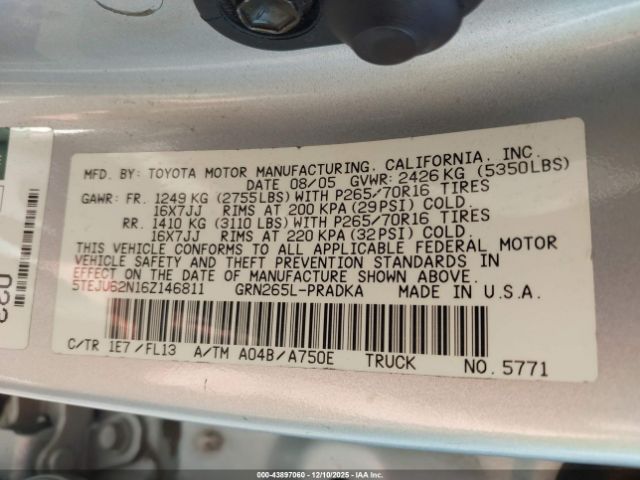 MFD. BY: TOYOTA MOTOR MANUFACTURING. CALIFORNIA. INC.
DATE 08/05 GVWR: 2426 KG (5350LBS)
GAWR: FR. 1249 KG (2755LBS) WITH P265/70R16 TIRES
16X7JJ RIMS AT 200 KPA (29PSI) COLD.
RR. 1410 KG (3110LBS) WITH P265/70R16 TIRES
16X7JJ RIMS AT 220 KPA (32PSI) COLD.
THIS VEHICLE CONFORMS TO ALL APPLICABLE FEDERAL MOTOR
VEHICLE SAFETY AND THEFT PREVENTION STANDARDS IN
EFFECT ON THE DATE OF MANUFACTURE SHOWN ABOVE.
5TEJU62N16Z146811 GRN265L-PRADKA MADE IN U.S.A.
C/TR 1E7/FL13 A/TM A04B/A750E TRUCK NO.5771
000-43897060 • 12/10/2025 • IAA Inc.